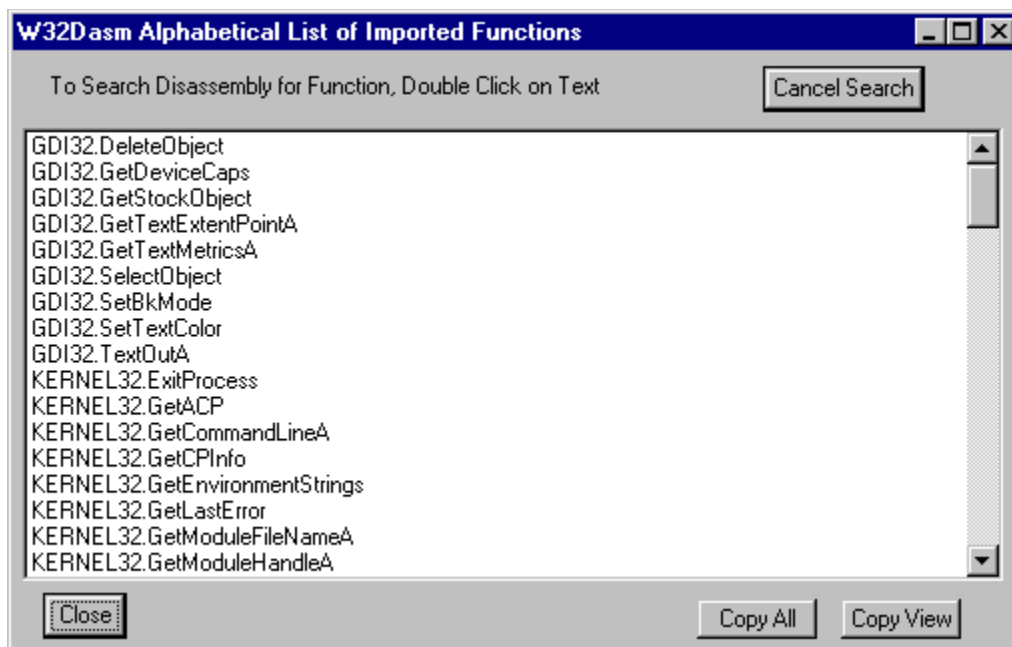 W32Dasm Alphabetical List of Imported Functions
To Search Disassembly for Function, Double Click on Text
Cancel Search
GDI32.DeleteObject
GDI32.GetDeviceCaps
GDI32.GetStockObject
GDI32.GetTextExtentPointA
GDI32.GetTextMetricsA
GDI32.SelectObject
GDI32.SetBkMode
GDI32.SetTextColor
GDI32.TextOutA
KERNEL32.ExitProcess
KERNEL32.GetACP
KERNEL32.GetCommandLineA
KERNEL32.GetCPInfo
KERNEL32.GetEnvironmentStrings
KERNEL32.GetLastError
KERNEL32.GetModuleFileNameA
KERNEL32.GetModuleHandleA
Close
Copy All
Copy View